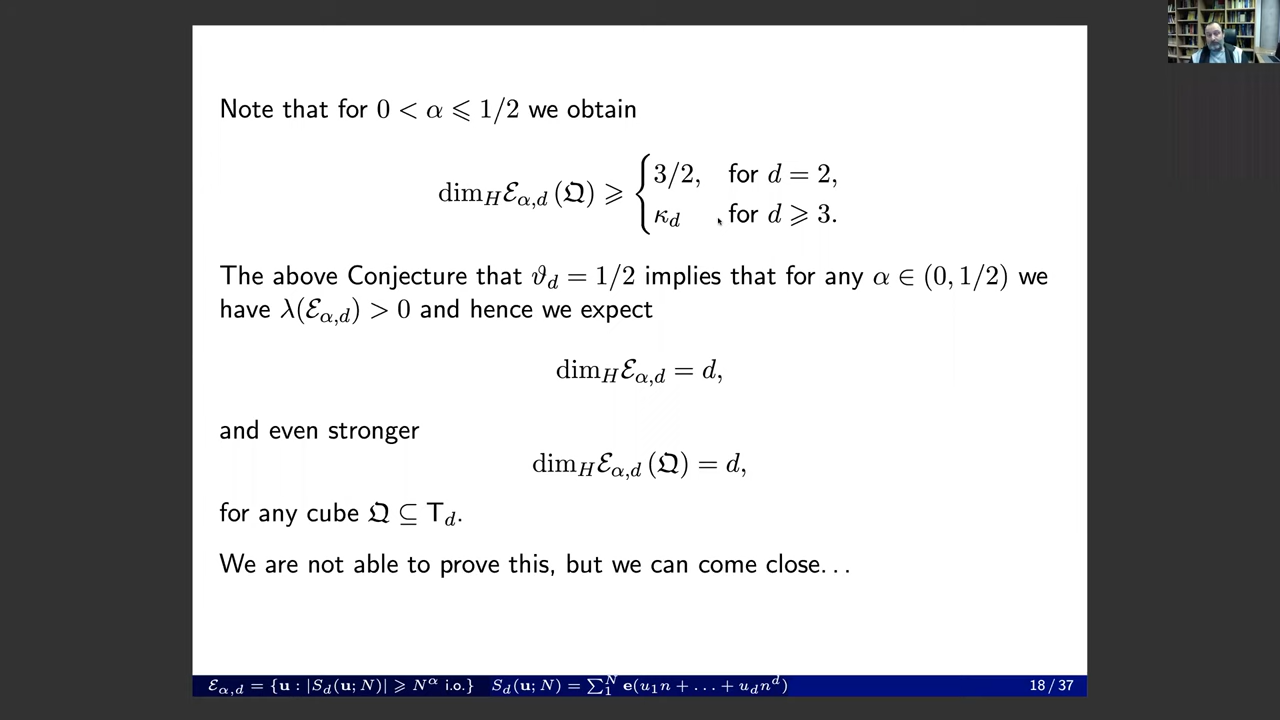 Note that for 0 < α ⩽ 1/2 we obtain
dim_H ℰ_{α,d} (𝔔) ⩾ { 3/2, for d = 2,
κ_d for d ⩾ 3.
The above Conjecture that ϑ_d = 1/2 implies that for any α ∈ (0, 1/2) we
have λ(ℰ_{α,d}) > 0 and hence we expect
dim_H ℰ_{α,d} = d,
and even stronger
dim_H ℰ_{α,d} (𝔔) = d,
for any cube 𝔔 ⊆ T_d.
We are not able to prove this, but we can come close...
ℰ_{α,d} = {u : |S_d(u; N)| ⩾ N^α i.o.} S_d(u; N) = ∑_1^N e(u_1 n + ... + u_d n^d) 18 / 37